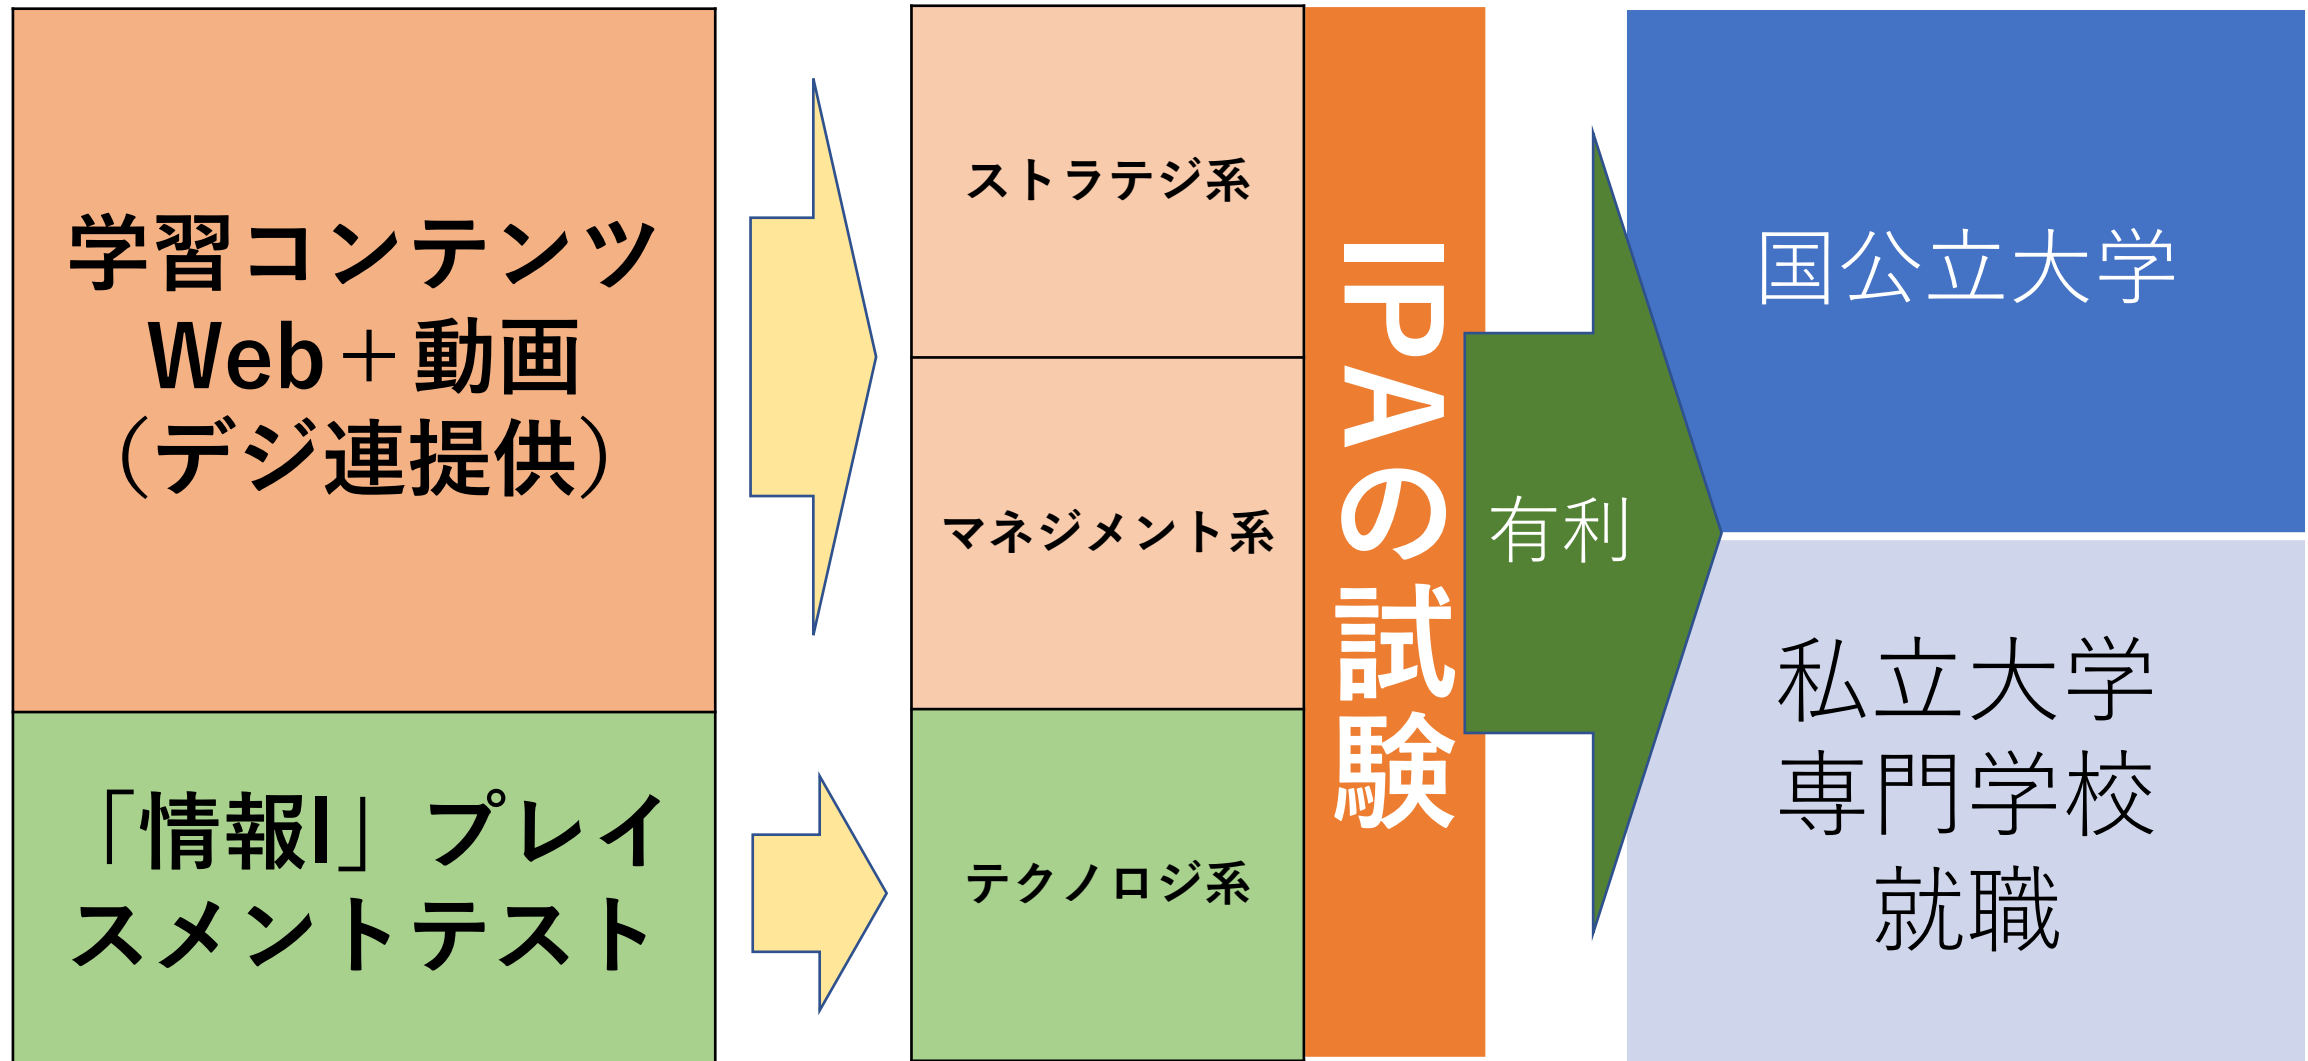 学習コンテンツ
Web＋動画
（デジ連提供）
「情報I」プレイ
スメントテスト
ストラテジ系
マネジメント系
テクノロジ系
IPAの試験
有利
国公立大学
私立大学
専門学校
就職